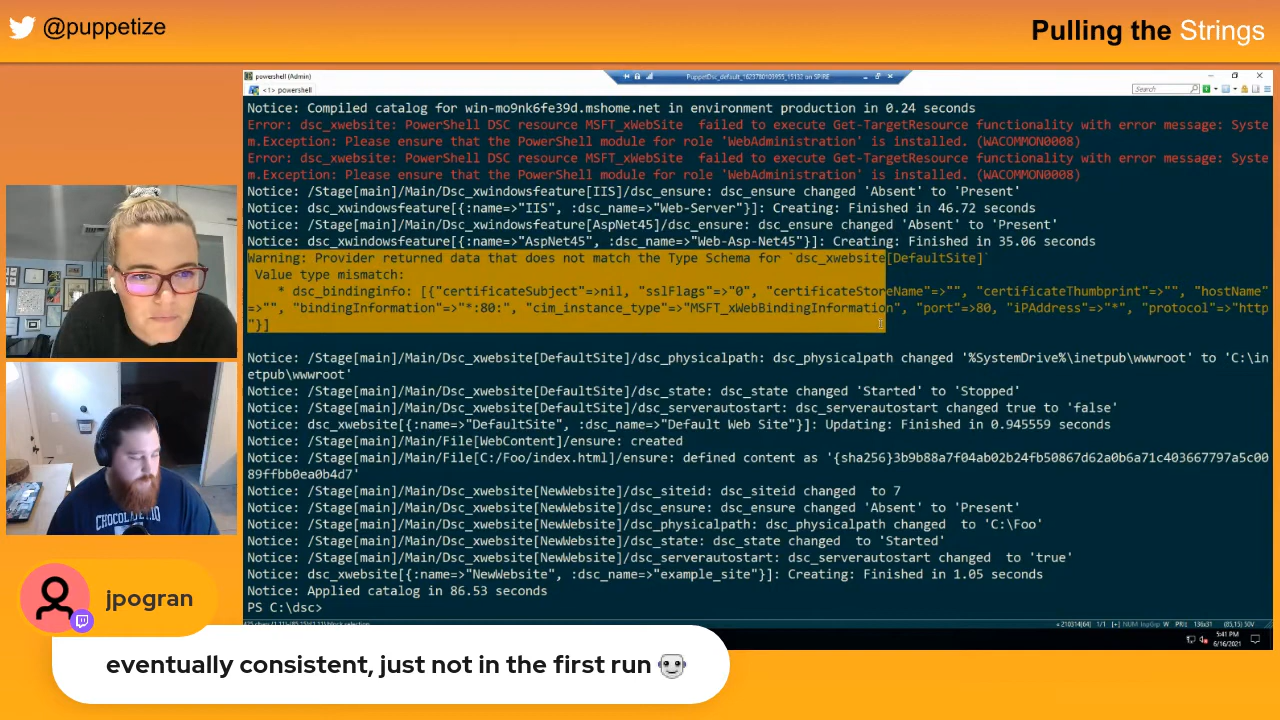 @puppetize
Pulling the Strings
powershell (Admin)
PuppetDsc_default_1623780103955_15132 on SPIRE
<1> powershell
Search
Notice: Compiled catalog for win-mo9nk6fe39d.mshome.net in environment production in 0.24 seconds
Error: dsc_xwebsite: PowerShell DSC resource MSFT_xWebSite  failed to execute Get-TargetResource functionality with error message: Syste
m.Exception: Please ensure that the PowerShell module for role 'WebAdministration' is installed. (WACOMMON0008)
Error: dsc_xwebsite: PowerShell DSC resource MSFT_xWebSite  failed to execute Get-TargetResource functionality with error message: Syste
m.Exception: Please ensure that the PowerShell module for role 'WebAdministration' is installed. (WACOMMON0008)
Notice: /Stage[main]/Main/Dsc_xwindowsfeature[IIS]/dsc_ensure: dsc_ensure changed 'Absent' to 'Present'
Notice: dsc_xwindowsfeature[{:name=>"IIS", :dsc_name=>"Web-Server"}]: Creating: Finished in 46.72 seconds
Notice: /Stage[main]/Main/Dsc_xwindowsfeature[AspNet45]/dsc_ensure: dsc_ensure changed 'Absent' to 'Present'
Notice: dsc_xwindowsfeature[{:name=>"AspNet45", :dsc_name=>"Web-Asp-Net45"}]: Creating: Finished in 35.06 seconds
Warning: Provider returned data that does not match the Type Schema for `dsc_xwebsite[DefaultSite]`
Value type mismatch:
* dsc_bindinginfo: [{"certificateSubject"=>nil, "sslFlags"=>"0", "certificateStoreName"=>"", "certificateThumbprint"=>"", "hostName"
=>"", "bindingInformation"=>"*:80:", "cim_instance_type"=>"MSFT_xWebBindingInformation", "port"=>80, "iPAddress"=>"*", "protocol"=>"http
"}]
Notice: /Stage[main]/Main/Dsc_xwebsite[DefaultSite]/dsc_physicalpath: dsc_physicalpath changed '%SystemDrive%\inetpub\wwwroot' to 'C:\in
etpub\wwwroot'
Notice: /Stage[main]/Main/Dsc_xwebsite[DefaultSite]/dsc_state: dsc_state changed 'Started' to 'Stopped'
Notice: /Stage[main]/Main/Dsc_xwebsite[DefaultSite]/dsc_serverautostart: dsc_serverautostart changed true to 'false'
Notice: dsc_xwebsite[{:name=>"DefaultSite", :dsc_name=>"Default Web Site"}]: Updating: Finished in 0.945559 seconds
Notice: /Stage[main]/Main/File[WebContent]/ensure: created
Notice: /Stage[main]/Main/File[C:/Foo/index.html]/ensure: defined content as '{sha256}3b9b88a7f04ab02b24fb50867d62a0b6a71c403667797a5c00
89ffbb0ea0b4d7'
Notice: /Stage[main]/Main/Dsc_xwebsite[NewWebsite]/dsc_siteid: dsc_siteid changed  to 7
Notice: /Stage[main]/Main/Dsc_xwebsite[NewWebsite]/dsc_ensure: dsc_ensure changed 'Absent' to 'Present'
Notice: /Stage[main]/Main/Dsc_xwebsite[NewWebsite]/dsc_physicalpath: dsc_physicalpath changed  to 'C:\Foo'
Notice: /Stage[main]/Main/Dsc_xwebsite[NewWebsite]/dsc_state: dsc_state changed  to 'Started'
Notice: /Stage[main]/Main/Dsc_xwebsite[NewWebsite]/dsc_serverautostart: dsc_serverautostart changed  to 'true'
Notice: dsc_xwebsite[{:name=>"NewWebsite", :dsc_name=>"example_site"}]: Creating: Finished in 1.05 seconds
Notice: Applied catalog in 86.53 seconds
PS C:\dsc>
5:41 PM
6/16/2021
jpogran
eventually consistent, just not in the first run 🤖